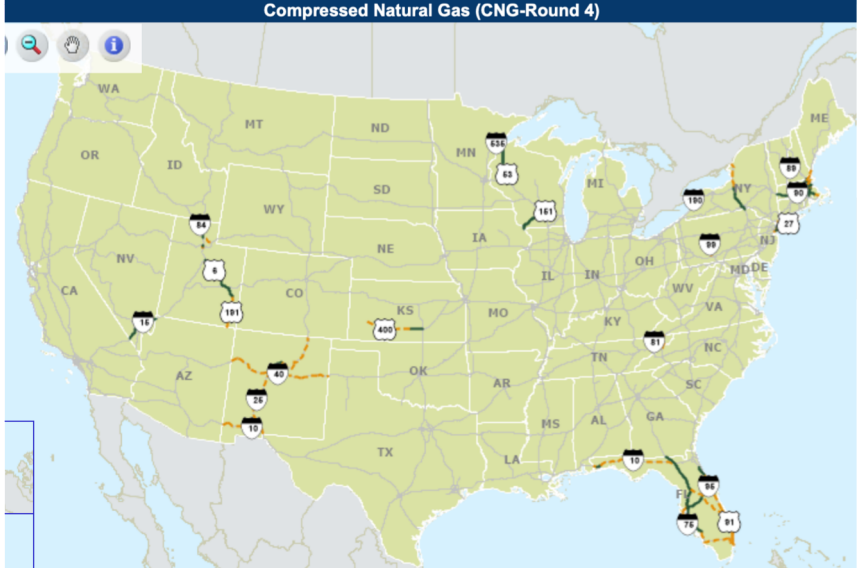 Compressed Natural Gas (CNG-Round 4)
i
WA
ME
MT
ND
OR
MN
535
ID
53
89
MI
SD
NY
90
WY
190
151
84
27
IA
NE
99
NJ
NV
6
OH
MD DE
IL
IN
CA
CO
WV
191
KS
VA
MO
15
400
KY
81
NC
TN
40
OK
AZ
AR
SC
25
GA
MS
AL
10
TX
LA
10
95
FL
75
91